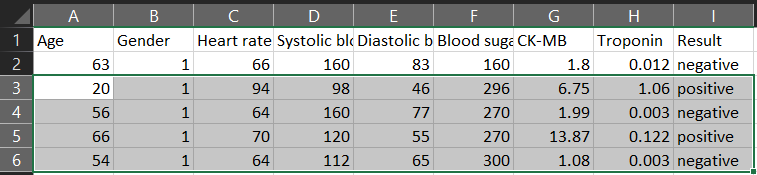 A B C D E F G H I
1 Age Gender Heart rate Systolic blo Diastolic b Blood suga CK-MB Troponin Result
2 63 1 66 160 83 160 1.8 0.012 negative
3 20 1 94 98 46 296 6.75 1.06 positive
4 56 1 64 160 77 270 1.99 0.003 negative
5 66 1 70 120 55 270 13.87 0.122 positive
6 54 1 64 112 65 300 1.08 0.003 negative